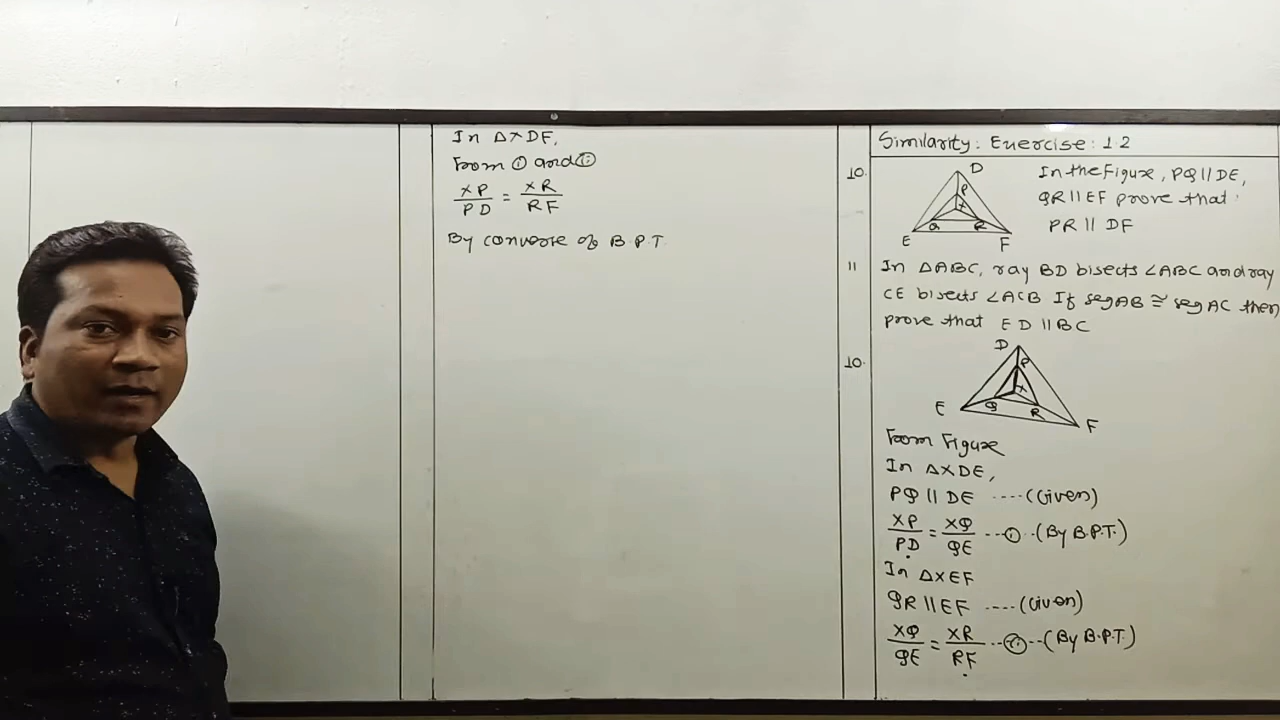 Similarity: Exercise: 1.2
10. In the Figure, PQ || DE,
QR || EF prove that
PR || DF
D
P
X
Q R
E F
11 In ΔABC, ray BD bisects ∠ABC and ray
CE bisects ∠ACB If seg AB ≅ seg AC then
prove that ED || BC
10.
D
P
X
E Q R F
From Figure
In ΔXDE,
PQ || DE ....(Given)
XP/PD = XQ/QE ...① ..(By B.P.T.)
In ΔXEF
QR || EF ....(Given)
XQ/QE = XR/RF ...② ..(By B.P.T.)
In ΔXDF,
From ① and ②
XP/PD = XR/RF
By converse of B.P.T.